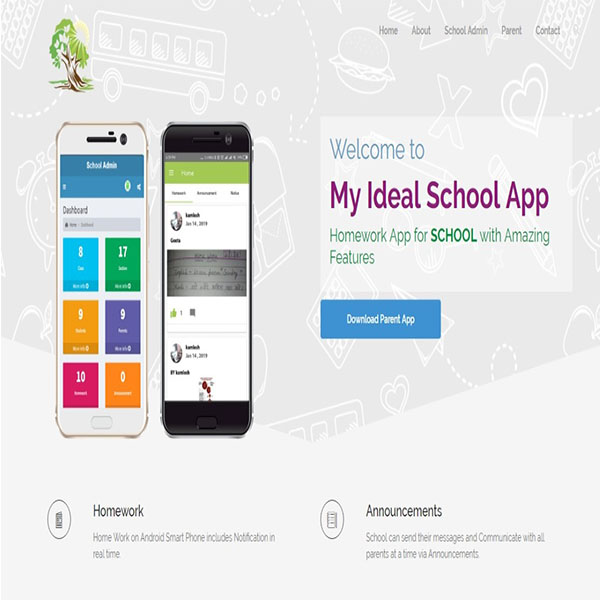 Home About School Admin Parent Contact
School Admin
Dashboard
Home
8
Class
More info
17
Section
More info
9
Students
More info
9
Parents
More info
10
Homework
0
Announcement
Home
Homework Announcement Notice
kamlesh
Jan 14, 2019
Goats
1
kamlesh
Jan 14, 2019
BY kamlesh
Welcome to
My Ideal School App
Homework App for SCHOOL with Amazing
Features
Download Parent App
Homework
Home Work on Android Smart Phone includes Notification in
real time.
Announcements
School can send their messages and Communicate with all
parents at a time via Announcements.